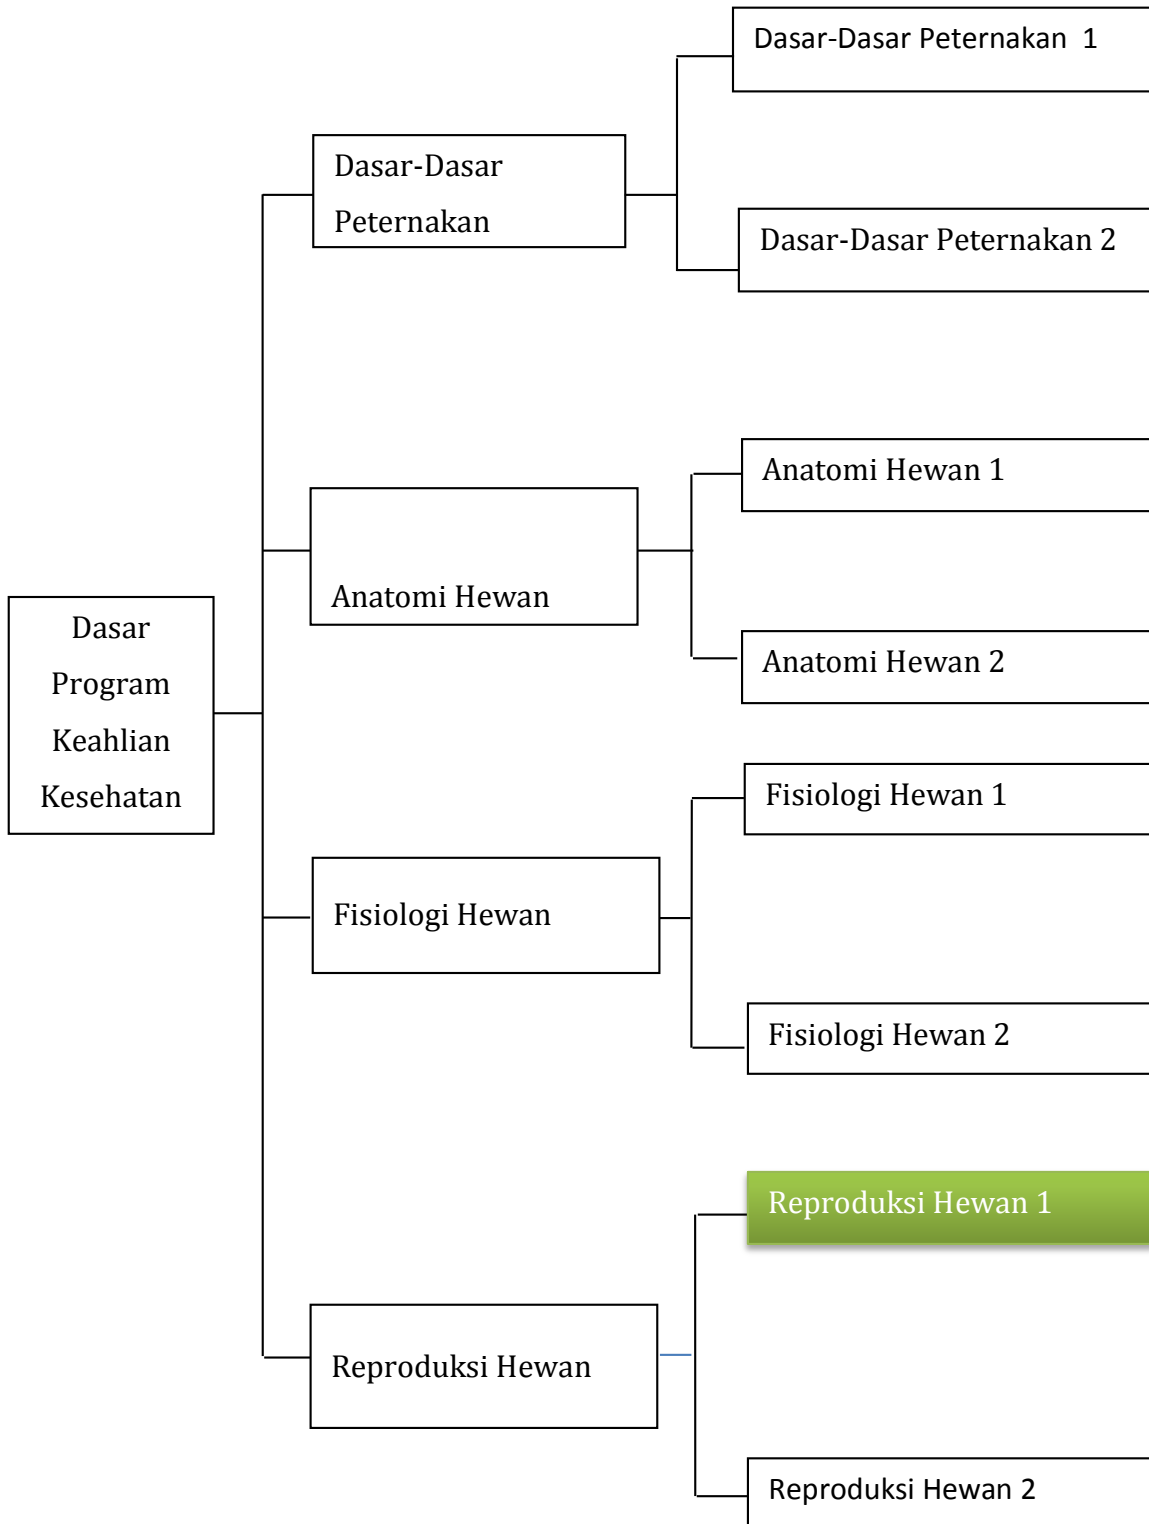 Dasar-Dasar Peternakan  1
Dasar-Dasar
Peternakan
Dasar-Dasar Peternakan 2
Anatomi Hewan 1
Anatomi Hewan
Anatomi Hewan 2
Dasar
Program
Keahlian
Kesehatan
Fisiologi Hewan 1
Fisiologi Hewan
Fisiologi Hewan 2
Reproduksi Hewan 1
Reproduksi Hewan
Reproduksi Hewan 2